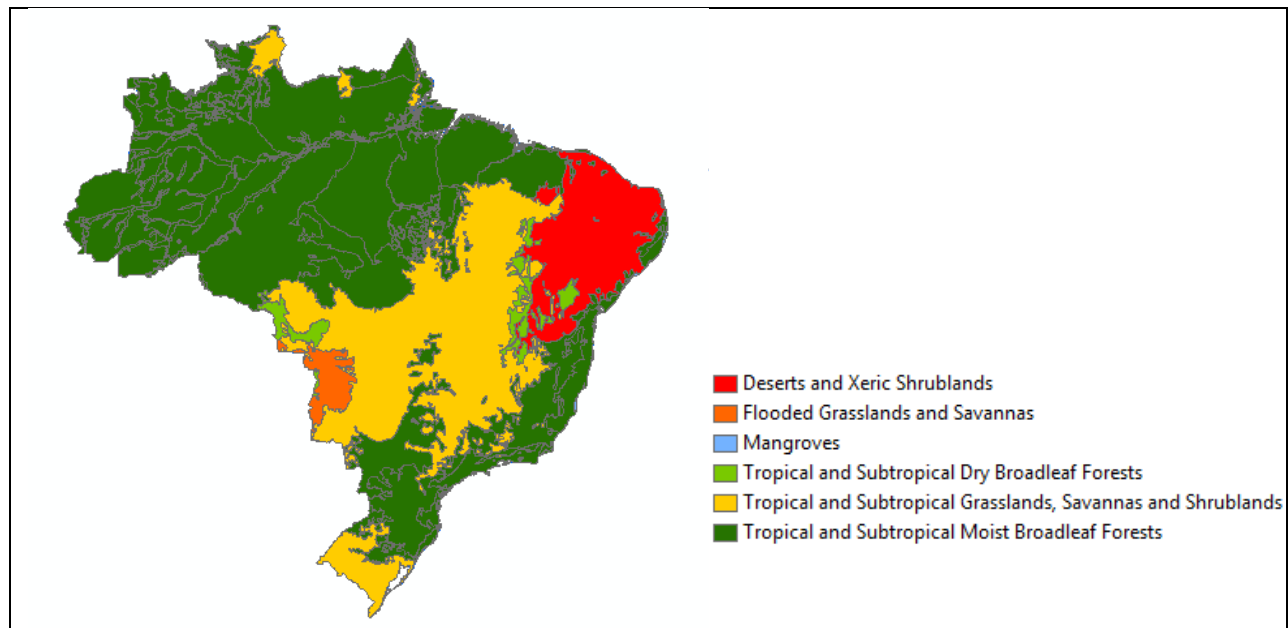 Deserts and Xeric Shrublands
Flooded Grasslands and Savannas
Mangroves
Tropical and Subtropical Dry Broadleaf Forests
Tropical and Subtropical Grasslands, Savannas and Shrublands
Tropical and Subtropical Moist Broadleaf Forests